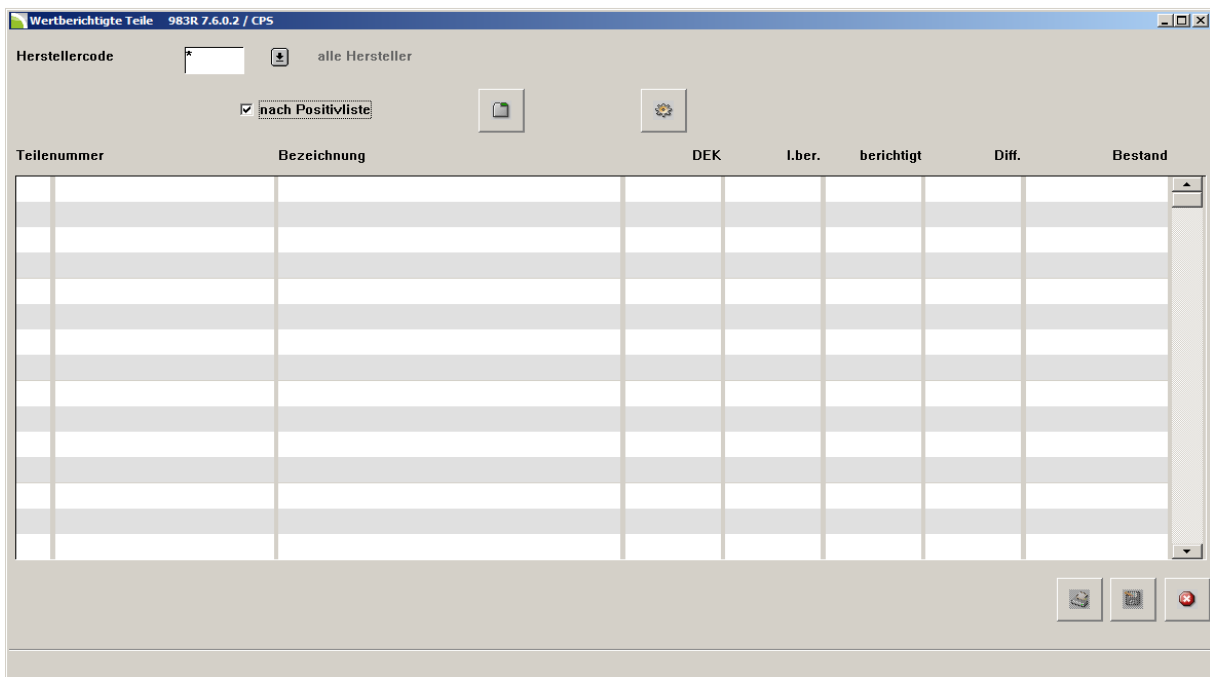 Wertberichtigte Teile 983R 7.6.0.2 / CPS
Herstellercode * alle Hersteller
nach Positivliste
Teilenummer Bezeichnung DEK l.ber. berichtigt Diff. Bestand